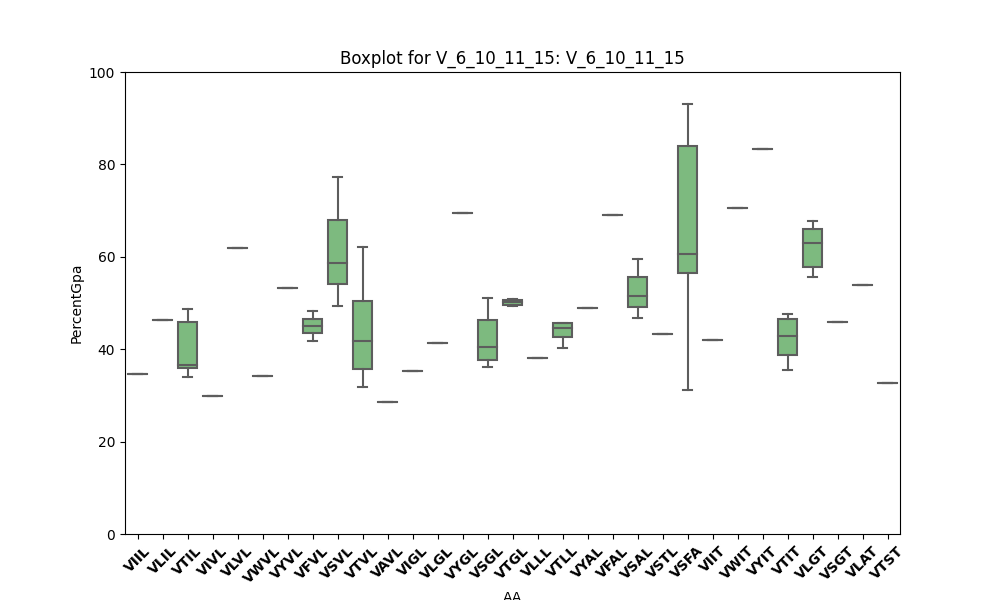 Boxplot for V_6_10_11_15: V_6_10_11_15
100
80
60
40
20
0
PercentGpa
VIIL VLIL VTIL VIVL VLVL VWVL VYVL VFVL VSVL VTVL VAVL VIGL VLGL VYGL VSGL VTGL VLLL VTLL VYAL VFAL VSAL VSTL VSFA VIIT VWIT VYIT VTIT VLGT VSGT VLAT VTST
AA